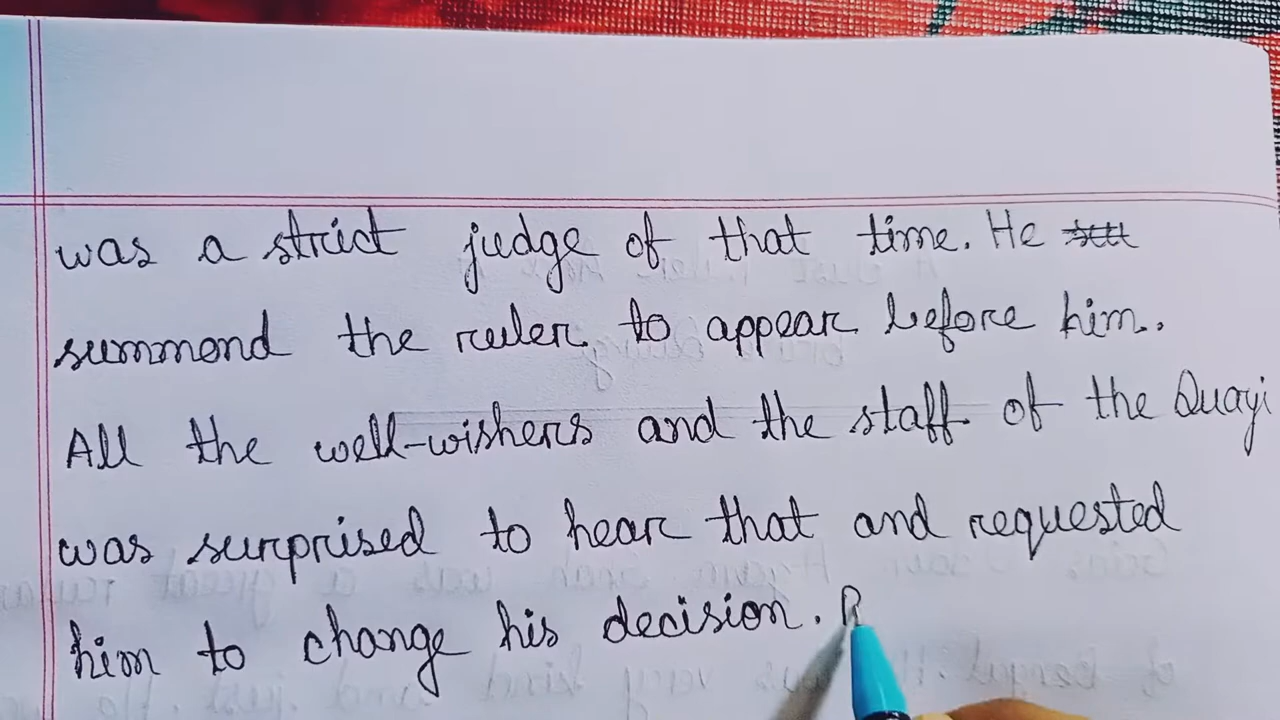 was a strict judge of that time. He
summond the ruler to appear before him.
All the well-wishers and the staff of the Quayi
was surprised to hear that and requested
him to change his decision.